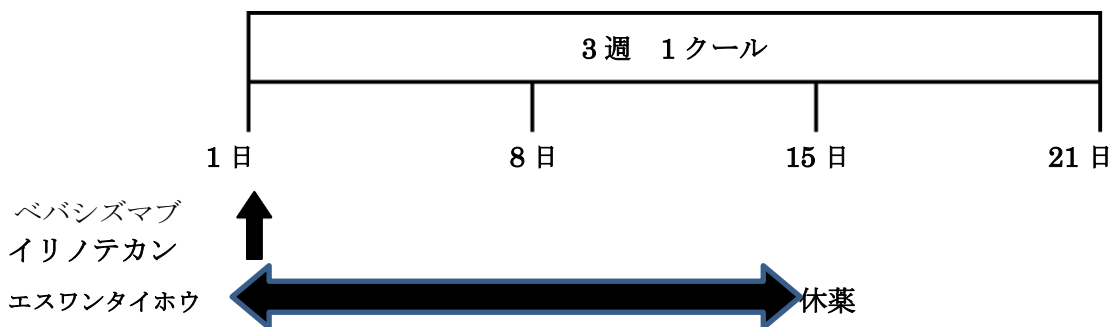 3週 1クール
1日 8日 15日 21日
ベバシズマブ
イリノテカン
エスワンタイホウ 休薬